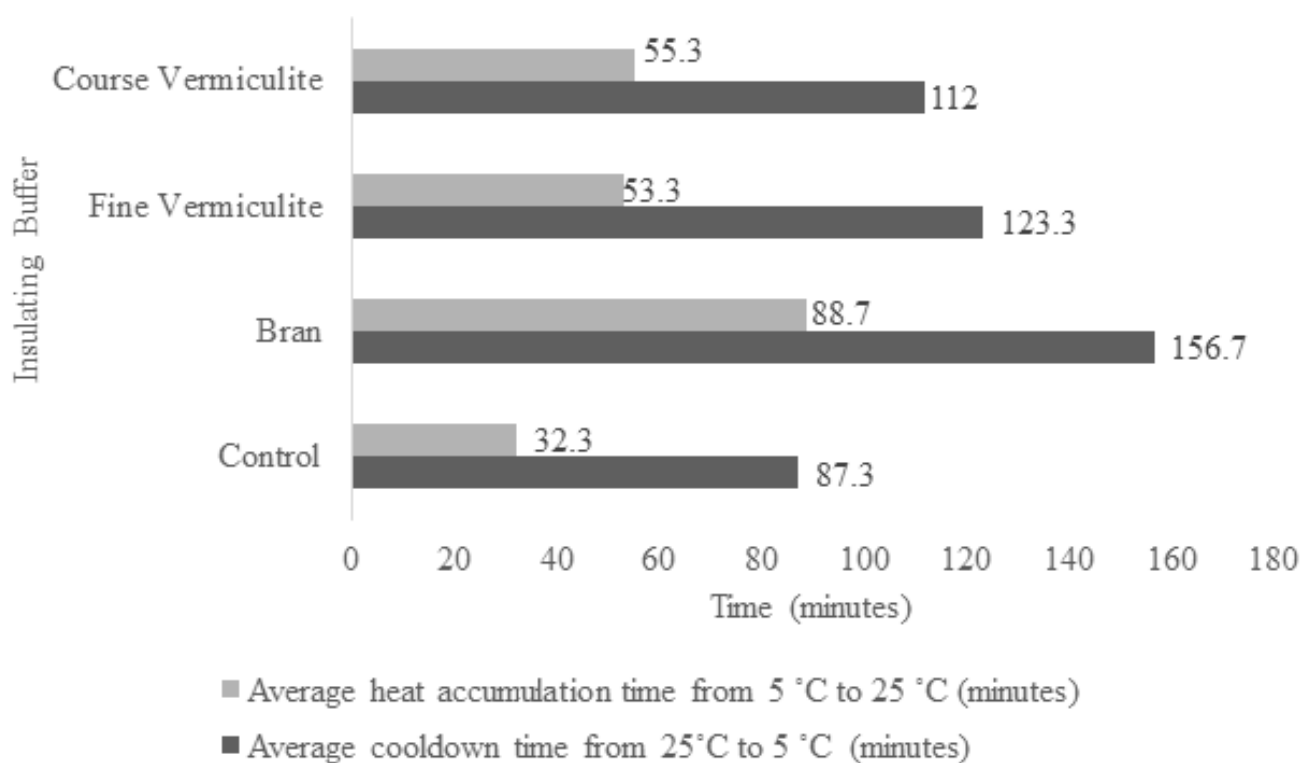 55.3
Course Vermiculite
112
53.3
Fine Vermiculite
123.3
Insulating Buffer
88.7
Bran
156.7
32.3
Control
87.3
0 20 40 60 80 100 120 140 160 180
Time (minutes)
Average heat accumulation time from 5 ˚C to 25 ˚C (minutes)
Average cooldown time from 25˚C to 5 ˚C (minutes)